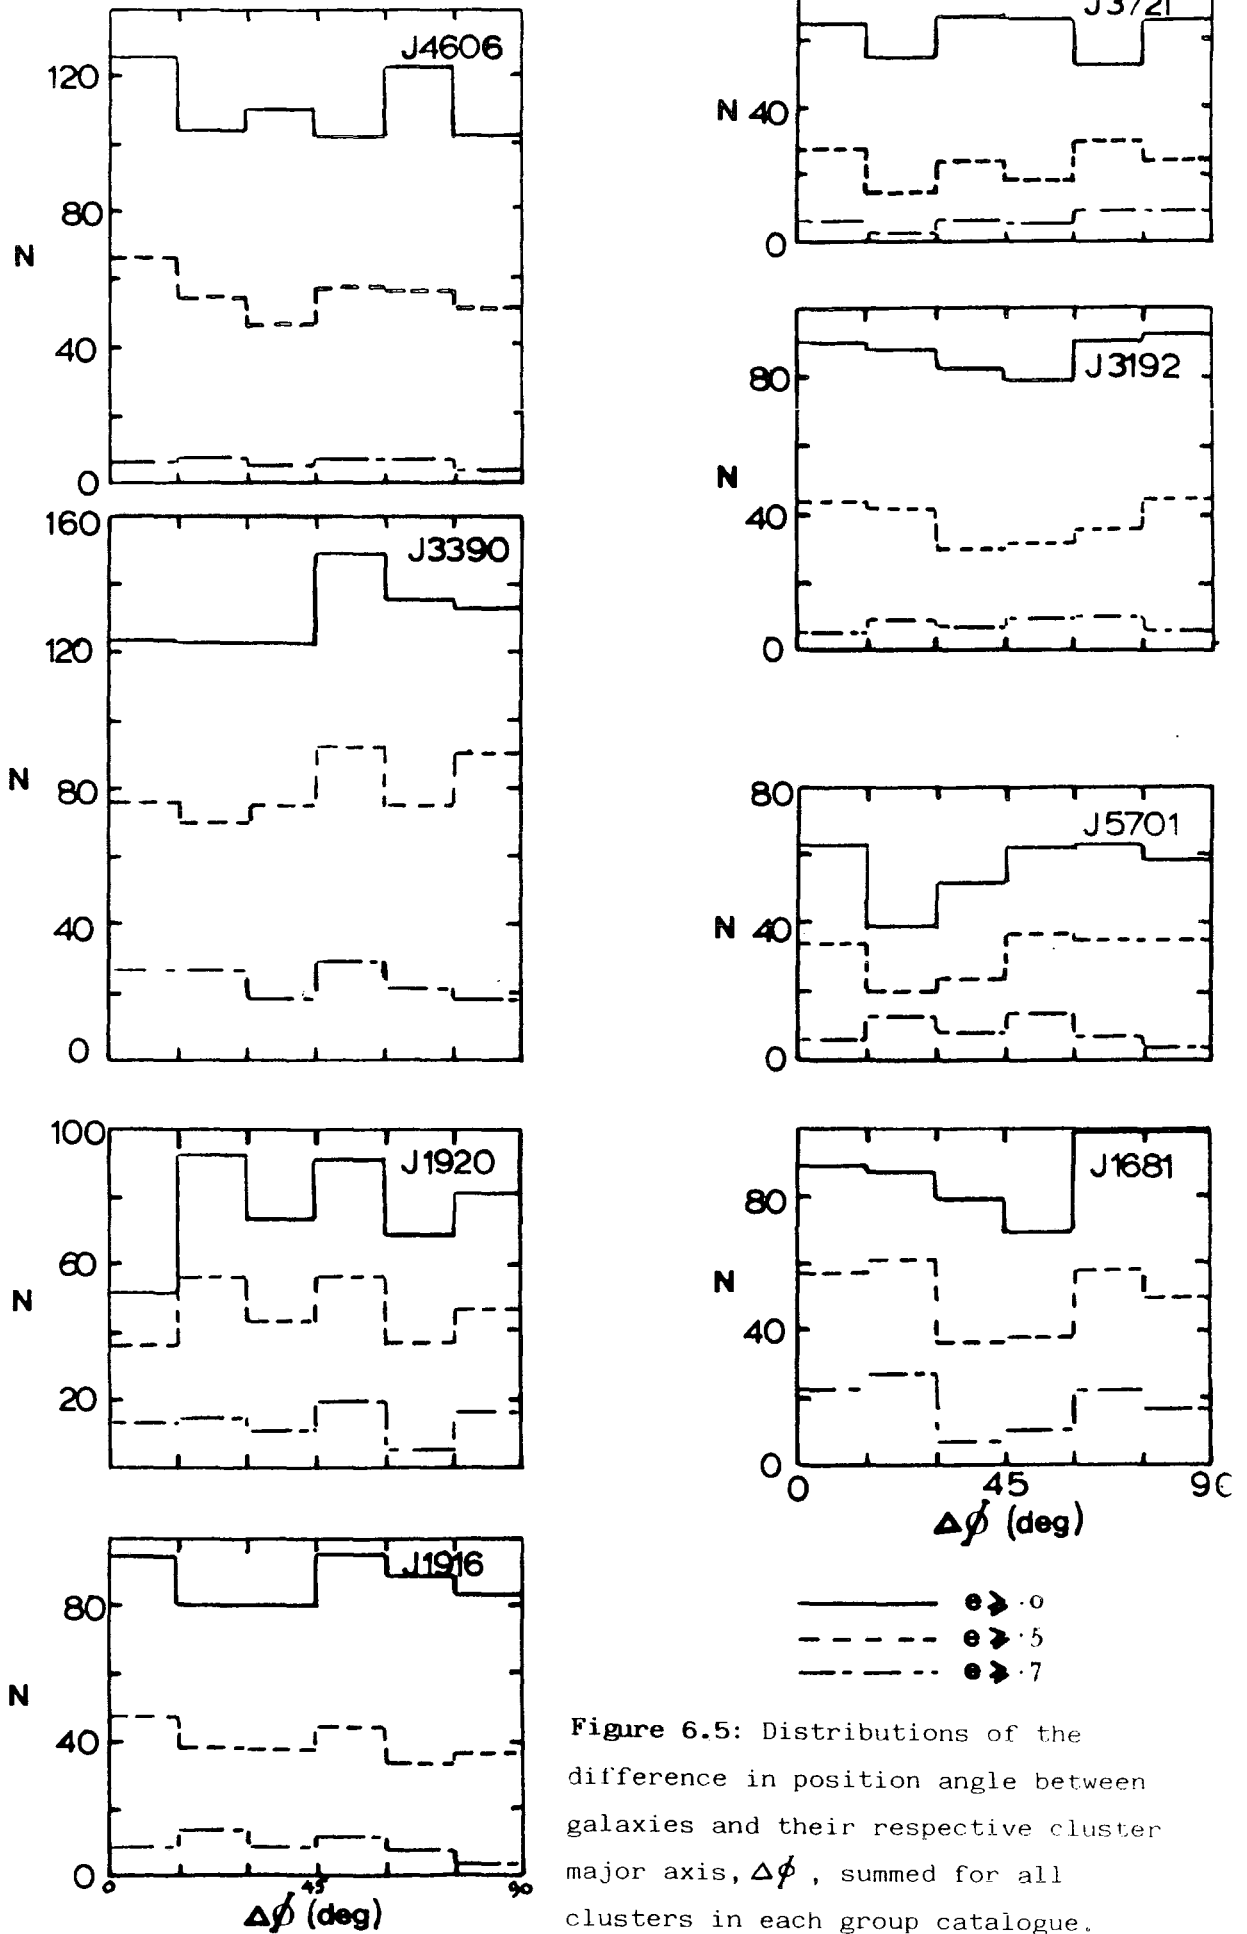 J4606
120
80
N
40
0
160
J3390
120
N
80
40
0
100
J1920
60
N
20
J1916
80
N
40
0
0 45 90
Δφ (deg)
J3721
N 40
0
J3192
80
N
40
0
80
J5701
N 40
0
J1681
80
N
40
0
0 45 90
Δφ (deg)
e ⩾ ·0
e ⩾ ·5
e ⩾ ·7
Figure 6.5: Distributions of the
difference in position angle between
galaxies and their respective cluster
major axis, Δφ , summed for all
clusters in each group catalogue.